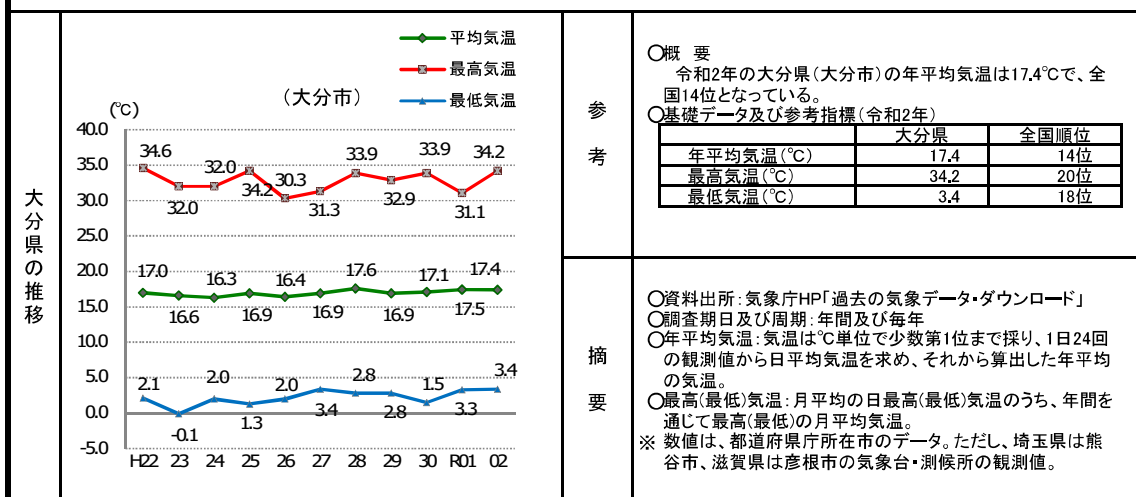 大分県の推移
平均気温
最高気温
最低気温
(大分市)
(℃)
40.0
35.0
30.0
25.0
20.0
15.0
10.0
5.0
0.0
-5.0
34.6
32.0
32.0
34.2
30.3
31.3
33.9
32.9
33.9
31.1
34.2
17.0
16.6
16.3
16.9
16.4
16.9
17.6
16.9
17.1
17.5
17.4
2.1
-0.1
2.0
1.3
2.0
3.4
2.8
2.8
1.5
3.3
3.4
H22 23 24 25 26 27 28 29 30 R01 02
参考
○概 要
令和2年の大分県(大分市)の年平均気温は17.4℃で、全
国14位となっている。
○基礎データ及び参考指標(令和2年)
大分県 全国順位
年平均気温(℃) 17.4 14位
最高気温(℃) 34.2 20位
最低気温(℃) 3.4 18位
摘要
○資料出所:気象庁HP「過去の気象データ・ダウンロード」
○調査期日及び周期:年間及び毎年
○年平均気温:気温は℃単位で少数第1位まで採り、1日24回
の観測値から日平均気温を求め、それから算出した年平均
の気温。
○最高(最低)気温:月平均の日最高(最低)気温のうち、年間を
通じて最高(最低)の月平均気温。
※ 数値は、都道府県庁所在市のデータ。ただし、埼玉県は熊
谷市、滋賀県は彦根市の気象台・測候所の観測値。